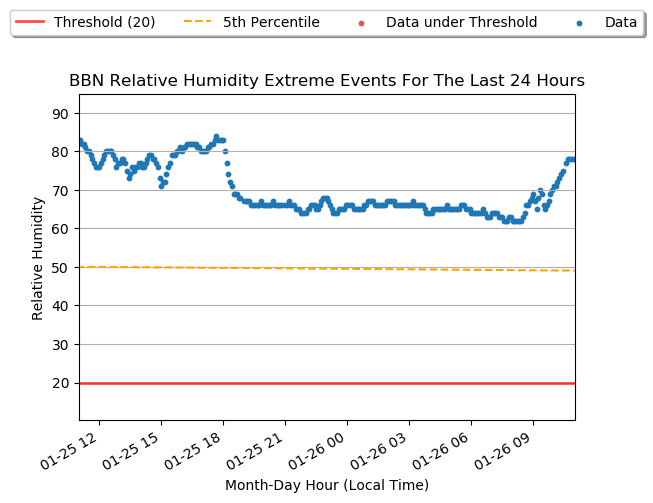 Threshold (20) 5th Percentile Data under Threshold Data
BBN Relative Humidity Extreme Events For The Last 24 Hours
90
80
70
60
50
40
30
20
Relative Humidity
01-25 12 01-25 15 01-25 18 01-25 21 01-26 00 01-26 03 01-26 06 01-26 09
Month-Day Hour (Local Time)